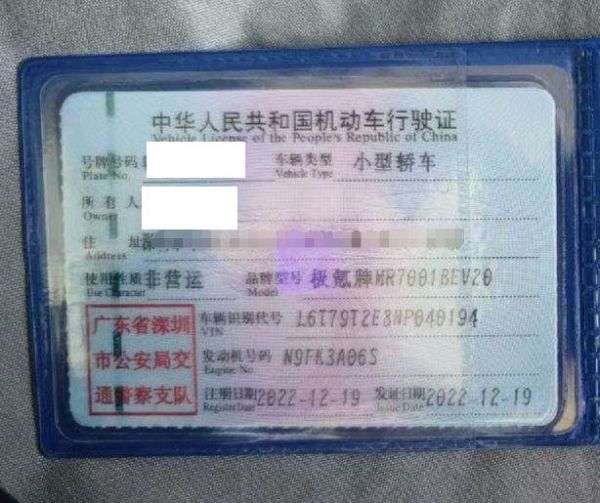 中华人民共和国机动车行驶证
Vehicle License of the People's Republic of China
号牌号码 车辆类型 小型轿车
Plate No. Vehicle Type
所有人
Owner
住址
Address
使用性质 非营运 品牌型号 极氪牌MR7001BEV20
Use Character Model
广东省深圳 车辆识别代号 L6T79T2E8NP040194
VIN
市公安局交 发动机号码 N9FK3A06S
Engine No.
通警察支队 注册日期 2022-12-19 发证日期 2022-12-19
Register Date Issue Date